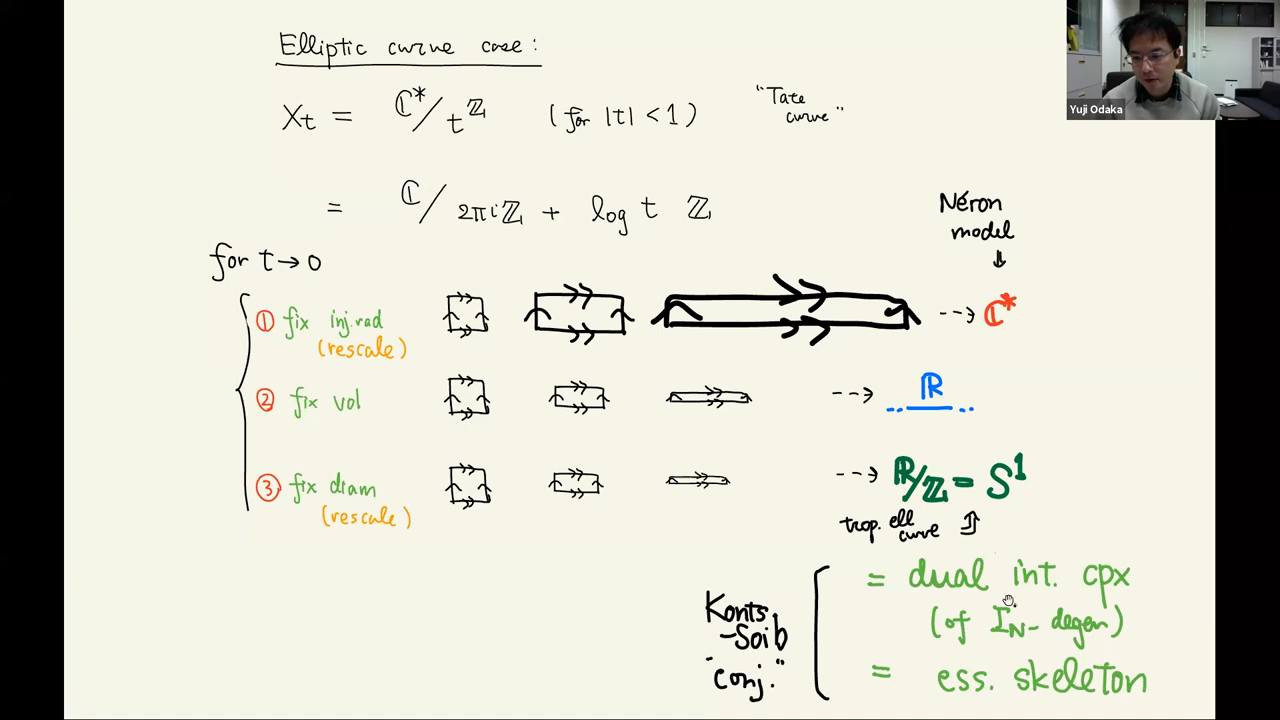 Elliptic curve case:
X_t = ℂ*/t^ℤ (for |t| < 1) "Tate curve"
= ℂ/2πiℤ + log t ℤ
Néron
model
↓
for t → 0
① fix inj.rad --→ ℂ*
(rescale)
② fix vol --→ ℝ
③ fix diam --→ ℝ/ℤ = S^1
(rescale)
trop. ell curve ⇑
= dual int. cpx
(of I_N - degen)
= ess. skeleton
Konts
-Soib
"conj."
Yuji Odaka